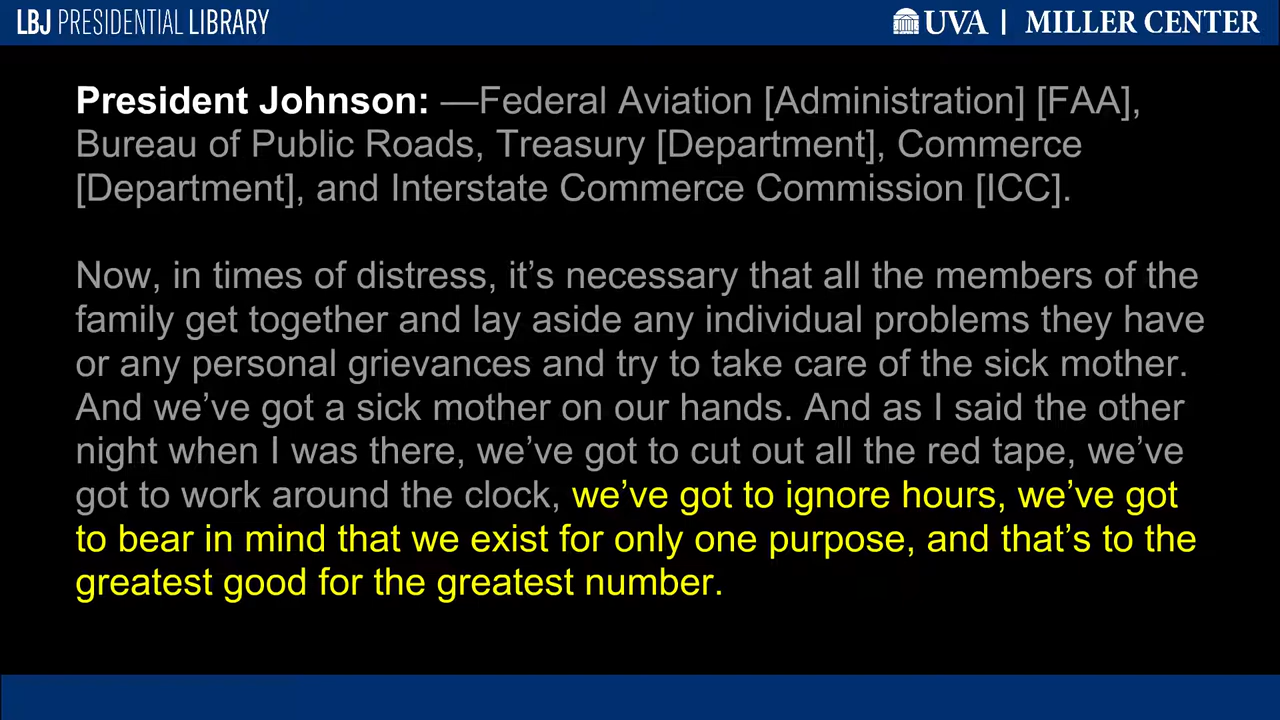 LBJ PRESIDENTIAL LIBRARY
UVA | MILLER CENTER
President Johnson: —Federal Aviation [Administration] [FAA],
Bureau of Public Roads, Treasury [Department], Commerce
[Department], and Interstate Commerce Commission [ICC].
Now, in times of distress, it’s necessary that all the members of the
family get together and lay aside any individual problems they have
or any personal grievances and try to take care of the sick mother.
And we’ve got a sick mother on our hands. And as I said the other
night when I was there, we’ve got to cut out all the red tape, we’ve
got to work around the clock, we’ve got to ignore hours, we’ve got
to bear in mind that we exist for only one purpose, and that’s to the
greatest good for the greatest number.